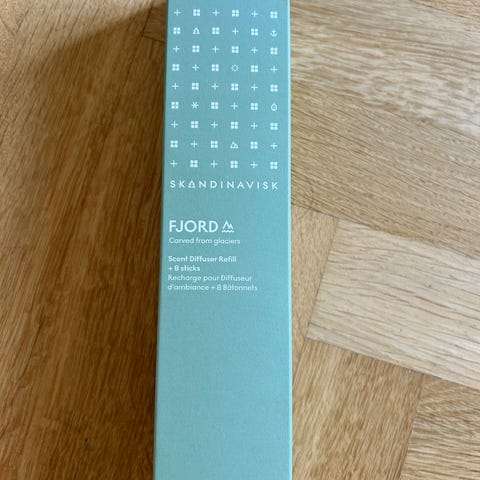 SKANDINAVISK
FJORD
Carved from glaciers
Scent Diffuser Refill
+ 8 sticks
Recharge pour Diffuseur
d'ambiance + 8 Bâtonnets